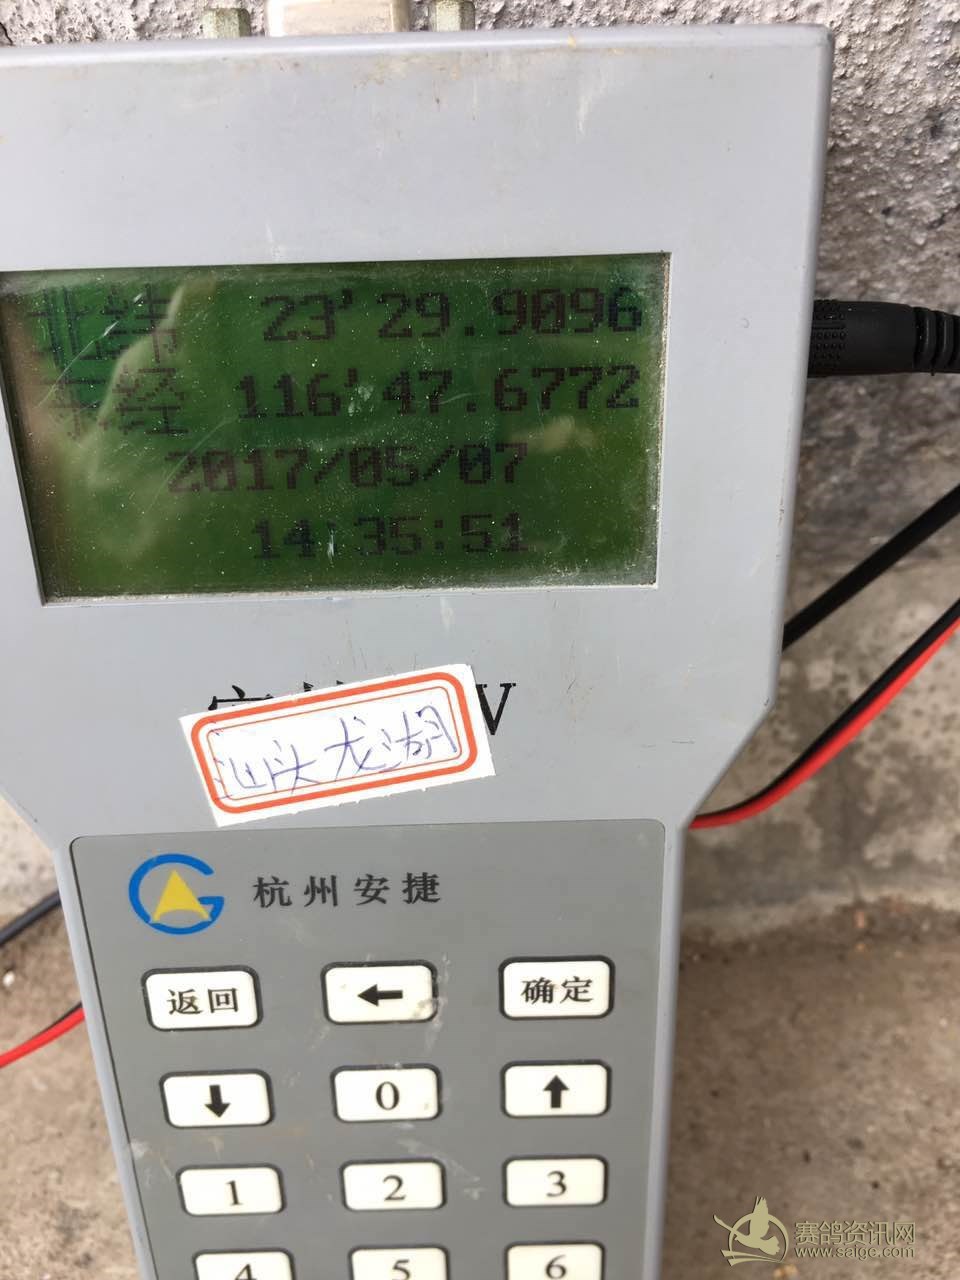 北纬 23'29.9096
东经 116'47.6772
2017/05/07
14:35:51
V
汕头龙湖
杭州安捷
返回 ← 确定
↓ 0 ↑
1 2 3
4 5 6
赛鸽资讯网
www.saigc.com